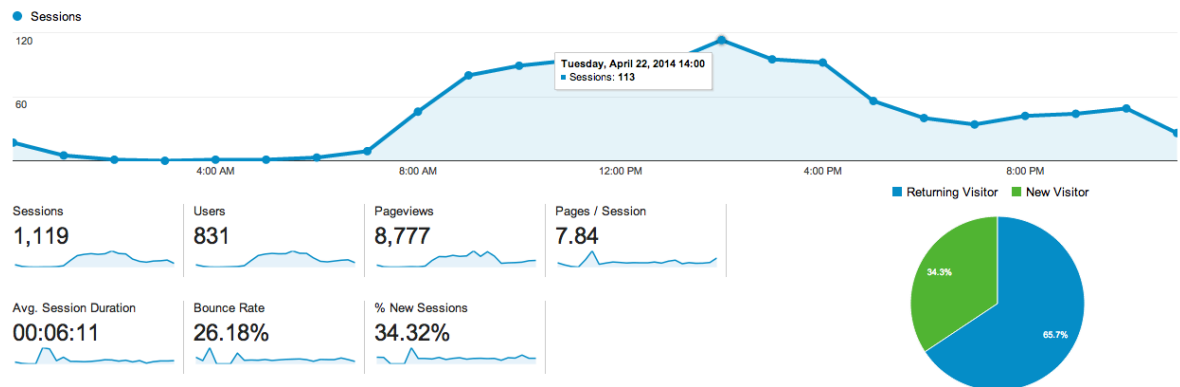 Sessions
120
Tuesday, April 22, 2014 14:00
Sessions: 113
60
4:00 AM 8:00 AM 12:00 PM 4:00 PM 8:00 PM
Returning Visitor New Visitor
Sessions Users Pageviews Pages / Session
1,119 831 8,777 7.84
34.3%
Avg. Session Duration Bounce Rate % New Sessions
00:06:11 26.18% 34.32%
65.7%